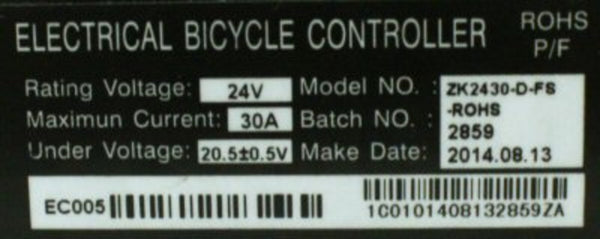 ELECTRICAL BICYCLE CONTROLLER ROHS P/F
Rating Voltage: 24V Model NO. : ZK2430-D-FS
Maximun Current: 30A Batch NO. : -ROHS
2859
Under Voltage: 20.5±0.5V Make Date: 2014.08.13
EC005
1C0101408132859ZA